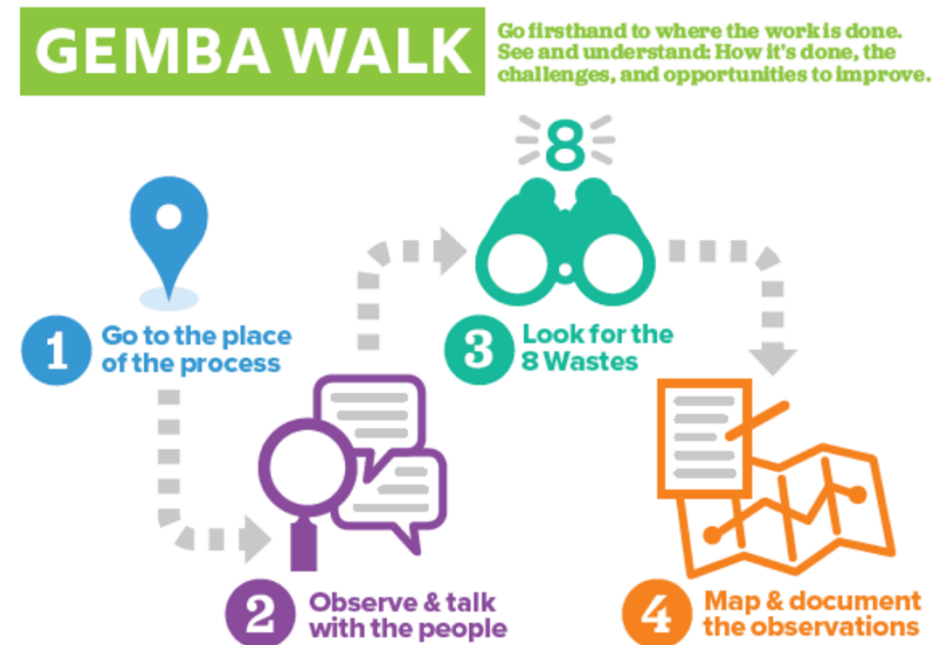 GEMBA WALK
Go firsthand to where the work is done.
See and understand: How it's done, the
challenges, and opportunities to improve.
8
1
Go to the place
of the process
3
Look for the
8 Wastes
2
Observe & talk
with the people
4
Map & document
the observations